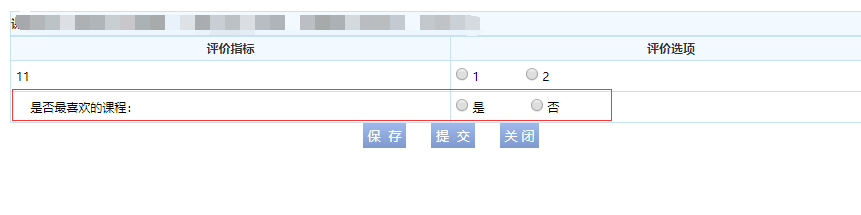 评价指标 评价选项
11 1 2
是否最喜欢的课程： 是 否
保 存 提 交 关 闭